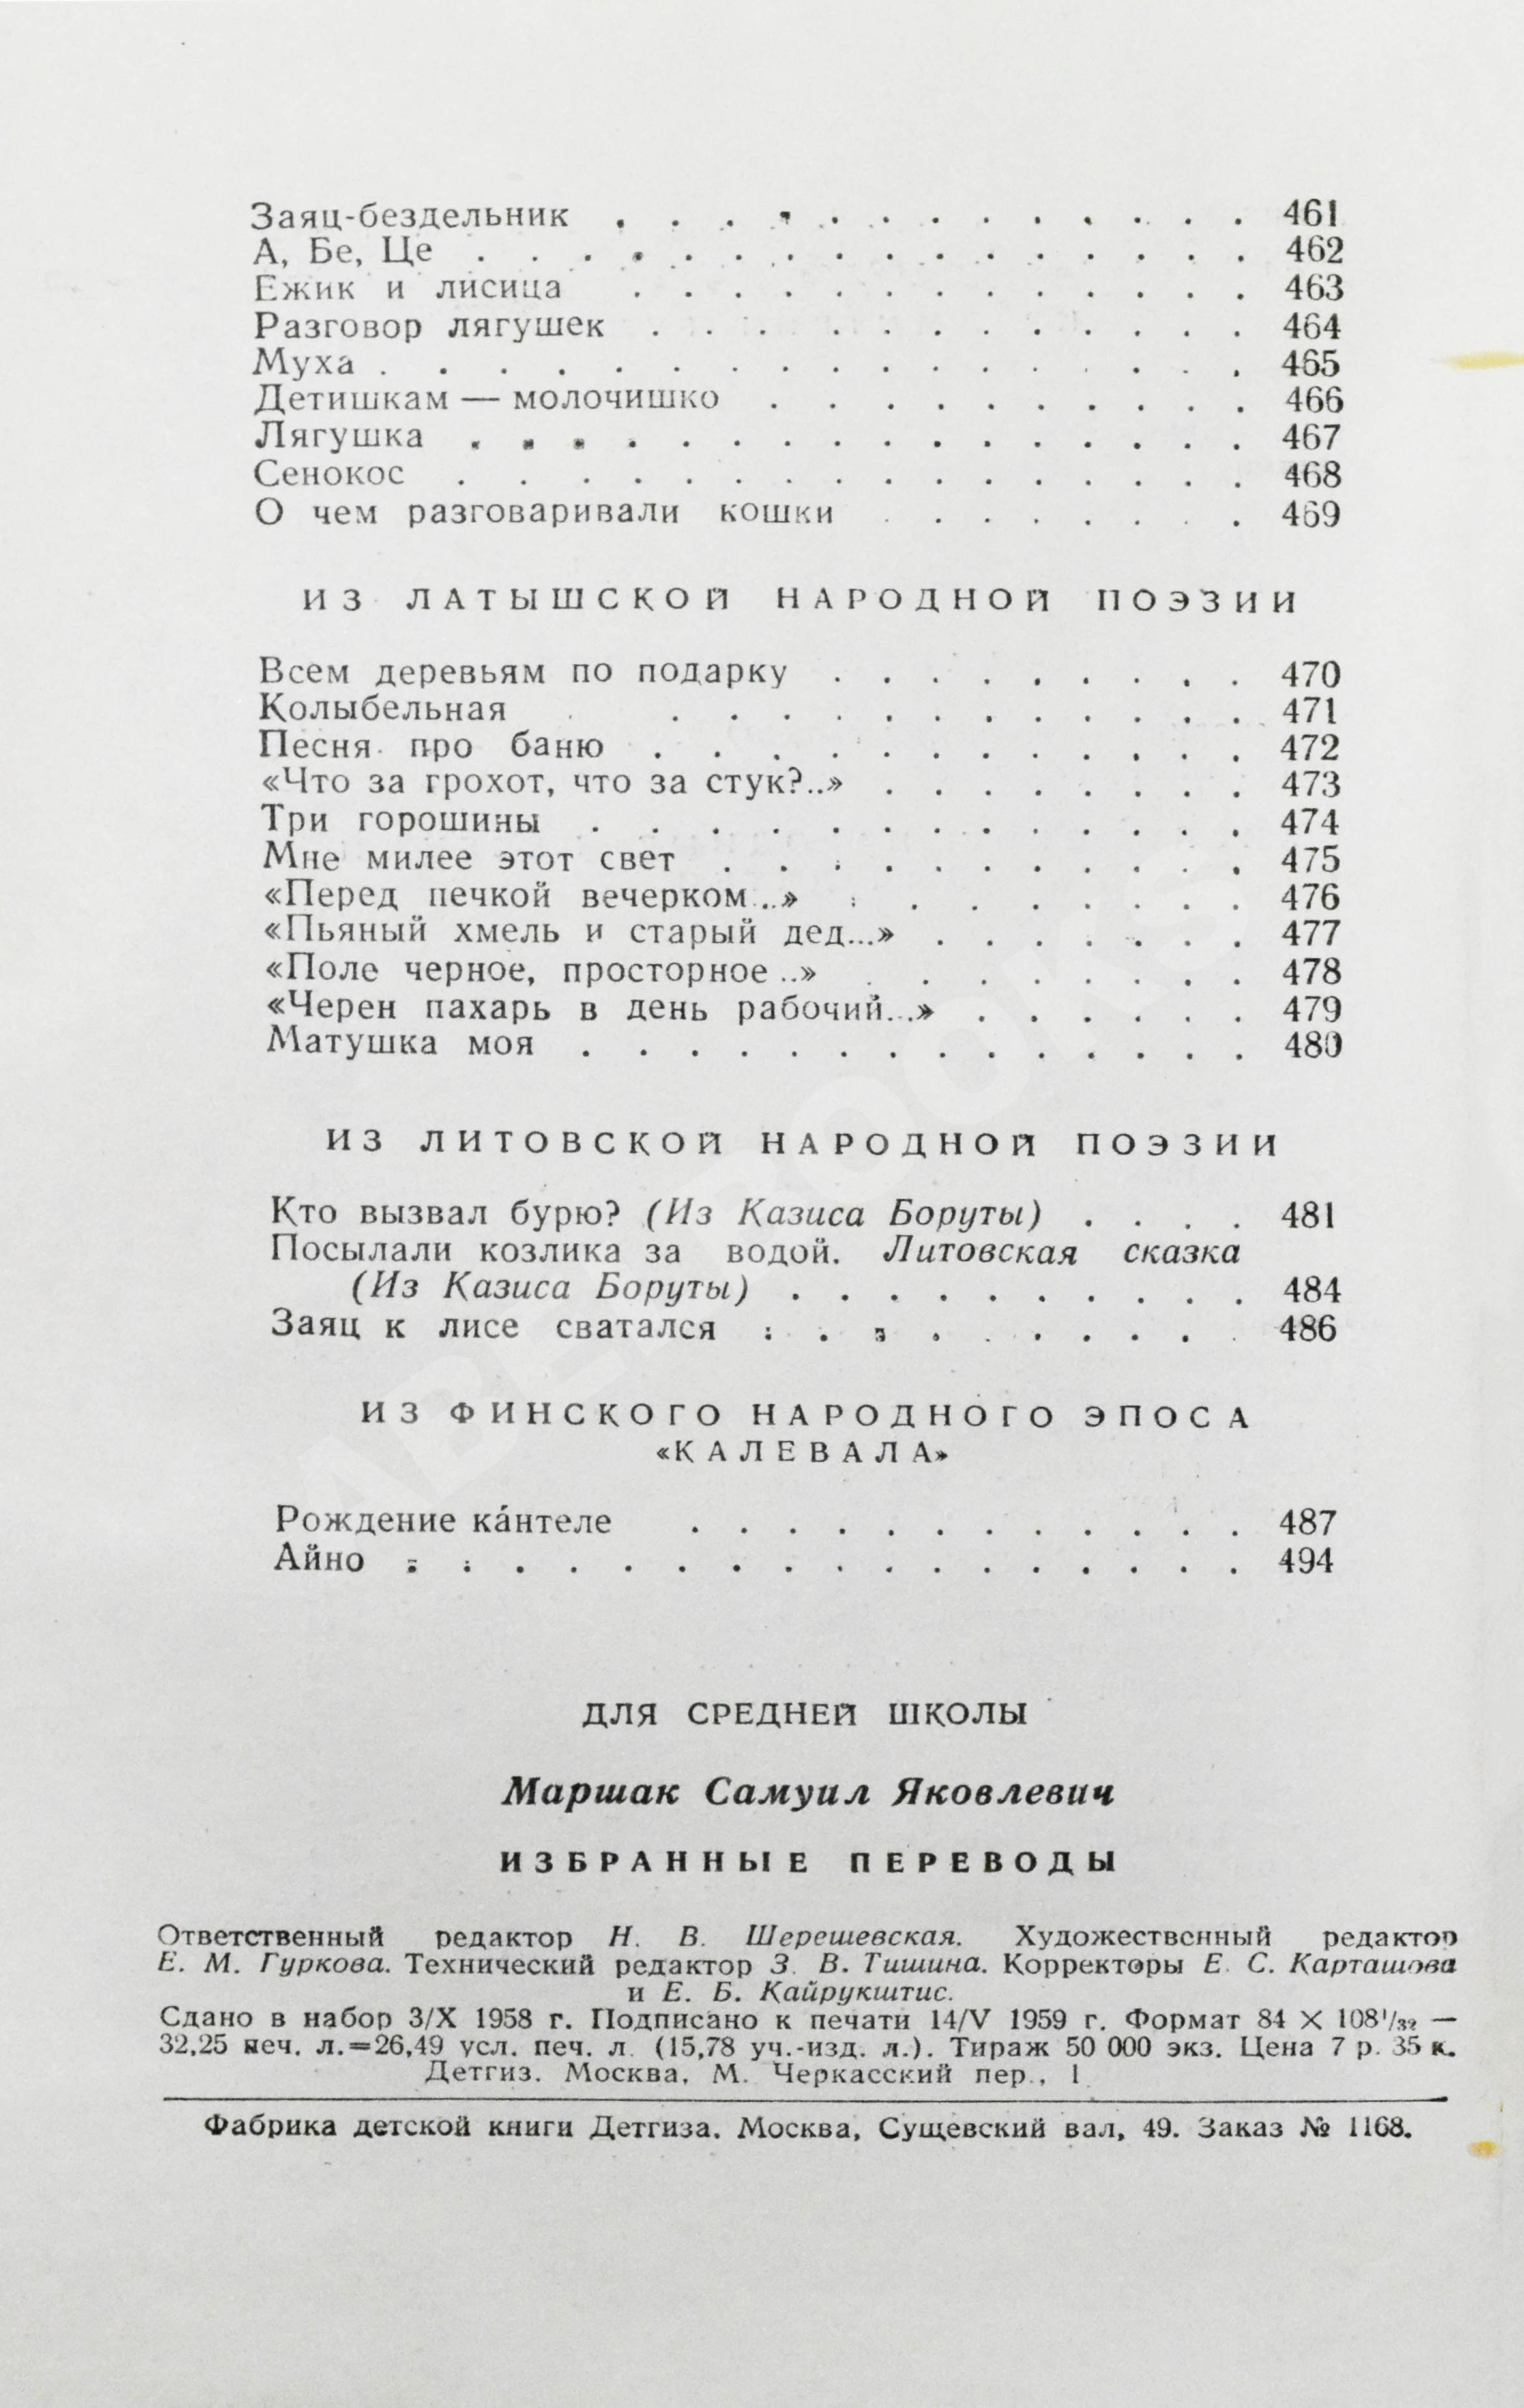 Заяц-бездельник . . . . . . . . . . . . . 461
А, Бе, Це . . . . . . . . . . . . . . . . 462
Ежик и лисица . . . . . . . . . . . . . 463
Разговор лягушек . . . . . . . . . . . . 464
Муха . . . . . . . . . . . . . . . . . 465
Детишкам — молочишко . . . . . . . . . . 466
Лягушка . . . . . . . . . . . . . . . . 467
Сенокос . . . . . . . . . . . . . . . . 468
О чем разговаривали кошки . . . . . . . . 469
ИЗ ЛАТЫШСКОЙ НАРОДНОЙ ПОЭЗИИ
Всем деревьям по подарку . . . . . . . . . 470
Колыбельная . . . . . . . . . . . . . 471
Песня про баню . . . . . . . . . . . . 472
«Что за грохот, что за стук?..» . . . . . . . . 473
Три горошины . . . . . . . . . . . . . 474
Мне милее этот свет . . . . . . . . . . . 475
«Перед печкой вечерком...» . . . . . . . . 476
«Пьяный хмель и старый дед...» . . . . . . . 477
«Поле черное, просторное ..» . . . . . . . . 478
«Черен пахарь в день рабочий...» . . . . . . 479
Матушка моя . . . . . . . . . . . . . . 480
ИЗ ЛИТОВСКОЙ НАРОДНОЙ ПОЭЗИИ
Кто вызвал бурю? (Из Казиса Боруты) . . . . 481
Посылали козлика за водой. Литовская сказка
(Из Казиса Боруты) . . . . . . . . . . 484
Заяц к лисе сватался . . . . . . . . . . 486
ИЗ ФИНСКОГО НАРОДНОГО ЭПОСА
«КАЛЕВАЛА»
Рождение ка́нтеле . . . . . . . . . . . . 487
Айно . . . . . . . . . . . . . . . . . 494
ДЛЯ СРЕДНЕЙ ШКОЛЫ
Маршак Самуил Яковлевич
ИЗБРАННЫЕ ПЕРЕВОДЫ
Ответственный редактор Н. В. Шерешевская. Художественный редактор
Е. М. Гуркова. Технический редактор З. В. Тишина. Корректоры Е. С. Карташова
и Е. Б. Кайрукштис.
Сдано в набор 3/X 1958 г. Подписано к печати 14/V 1959 г. Формат 84 × 108¹/₃₂ —
32,25 печ. л.=26,49 усл. печ. л. (15,78 уч.-изд. л.). Тираж 50 000 экз. Цена 7 р. 35 к.
Детгиз. Москва, М. Черкасский пер., 1.
Фабрика детской книги Детгиза. Москва, Сущевский вал, 49. Заказ № 1168.